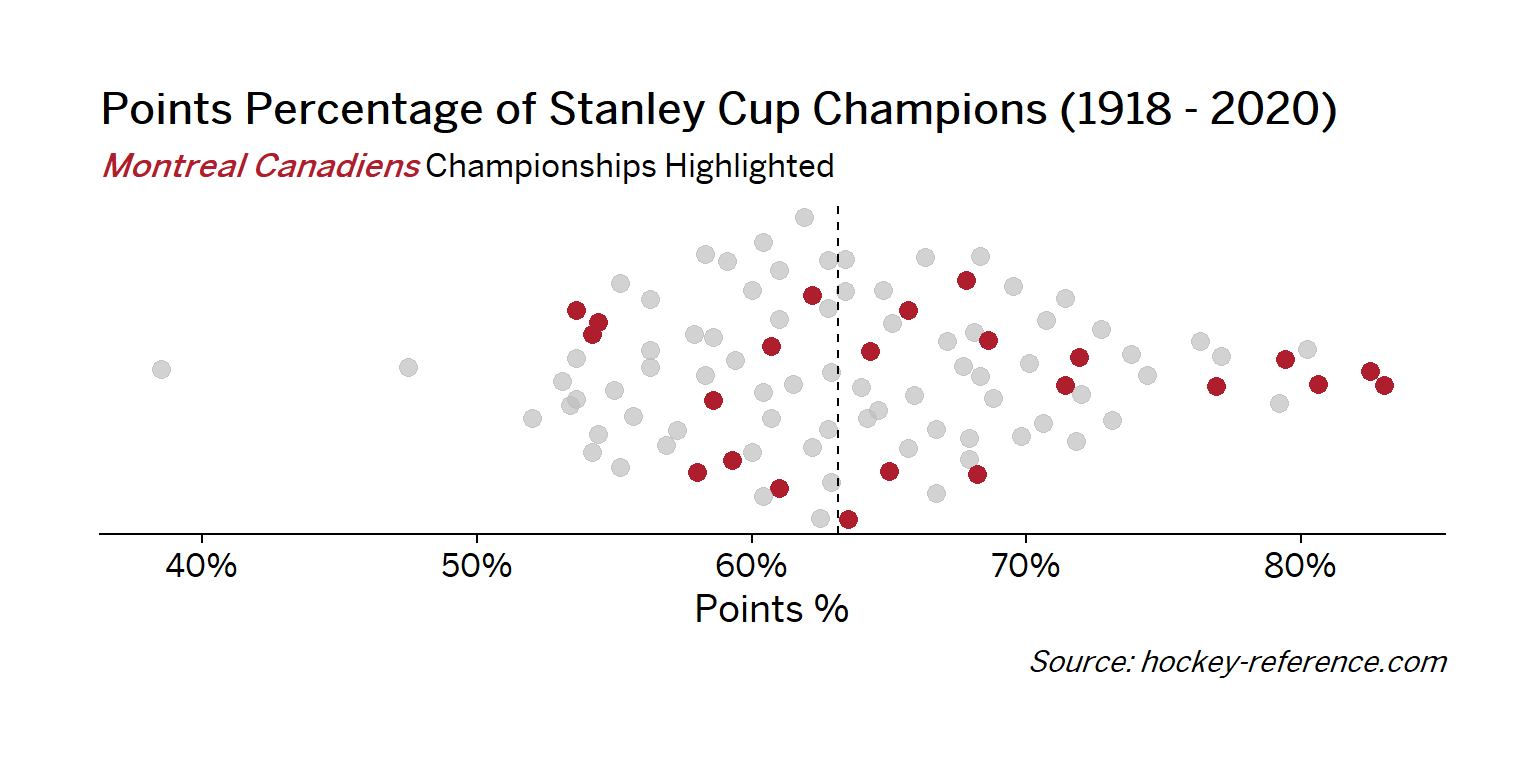 Points Percentage of Stanley Cup Champions (1918 - 2020)
Montreal Canadiens Championships Highlighted
40% 50% 60% 70% 80%
Points %
Source: hockey-reference.com